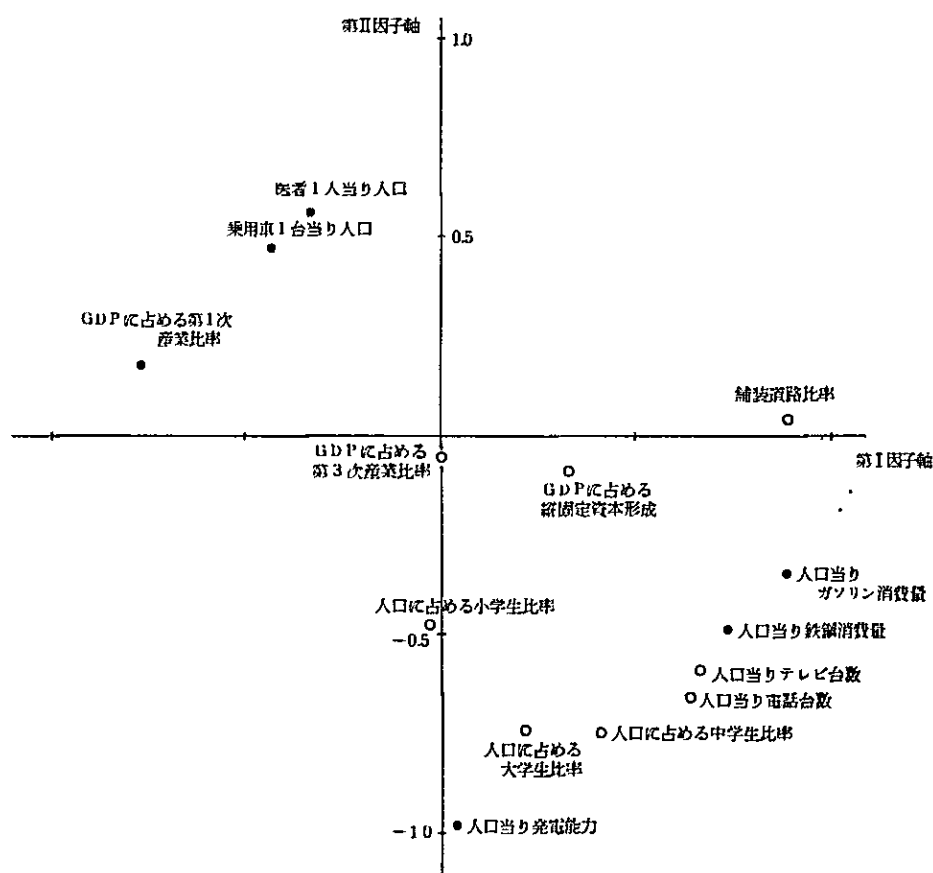 第Ⅱ因子軸
1.0
医者1人当り人口
乗用車1台当り人口
0.5
GDPに占める第1次
産業比率
舗装道路比率
GDPに占める
第3次産業比率
第Ⅰ因子軸
GDPに占める
総固定資本形成
人口当り
ガソリン消費量
人口に占める小学生比率
-0.5
人口当り鉄鋼消費量
人口当りテレビ台数
人口当り電話台数
人口に占める中学生比率
人口に占める
大学生比率
-10
人口当り発電能力